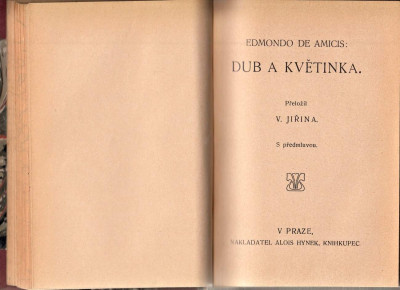 EDMONDO DE AMICIS:
DUB A KVĚTINKA.
Přeložil
V. JIŘINA.
S předmluvou.
V PRAZE,
NAKLADATEL ALOIS HYNEK, KNIHKUPEC